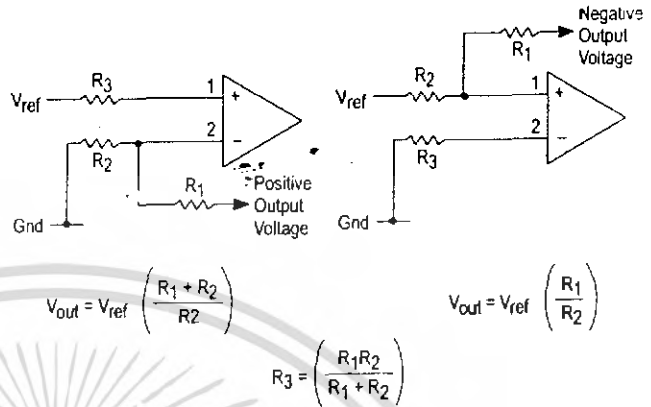 Negative
Output
Voltage
R1
R3
1
+
Vref
2
−
R2
R1
Positive
Output
Voltage
Gnd
R2
1
+
Vref
2
−
R3
Gnd
Vout = Vref ( R1 + R2 / R2 )
Vout = Vref ( R1 / R2 )
R3 = ( R1R2 / R1 + R2 )